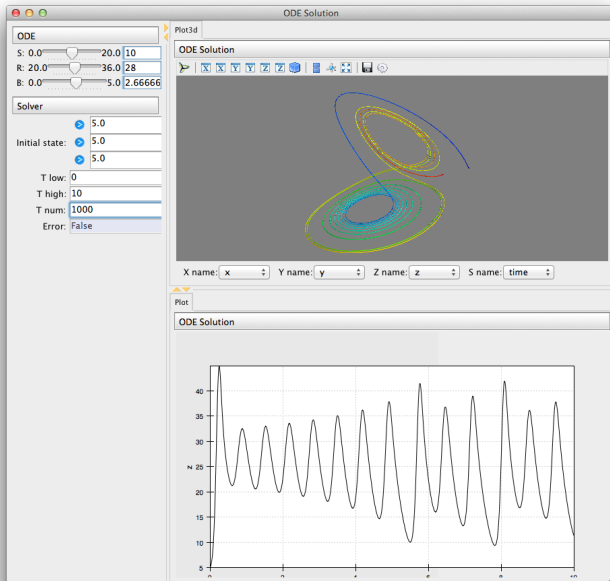 ODE Solution
ODE
S: 0.0 20.0 10
R: 20.0 36.0 28
B: 0.0 5.0 2.66666
Solver
5.0
Initial state: 5.0
5.0
T low: 0
T high: 10
T num: 1000
Error: False
Plot3d
ODE Solution
X X Y Y Z Z
X name: x Y name: y Z name: z S name: time
Plot
ODE Solution
40
35
30
z 25
20
15
10
5